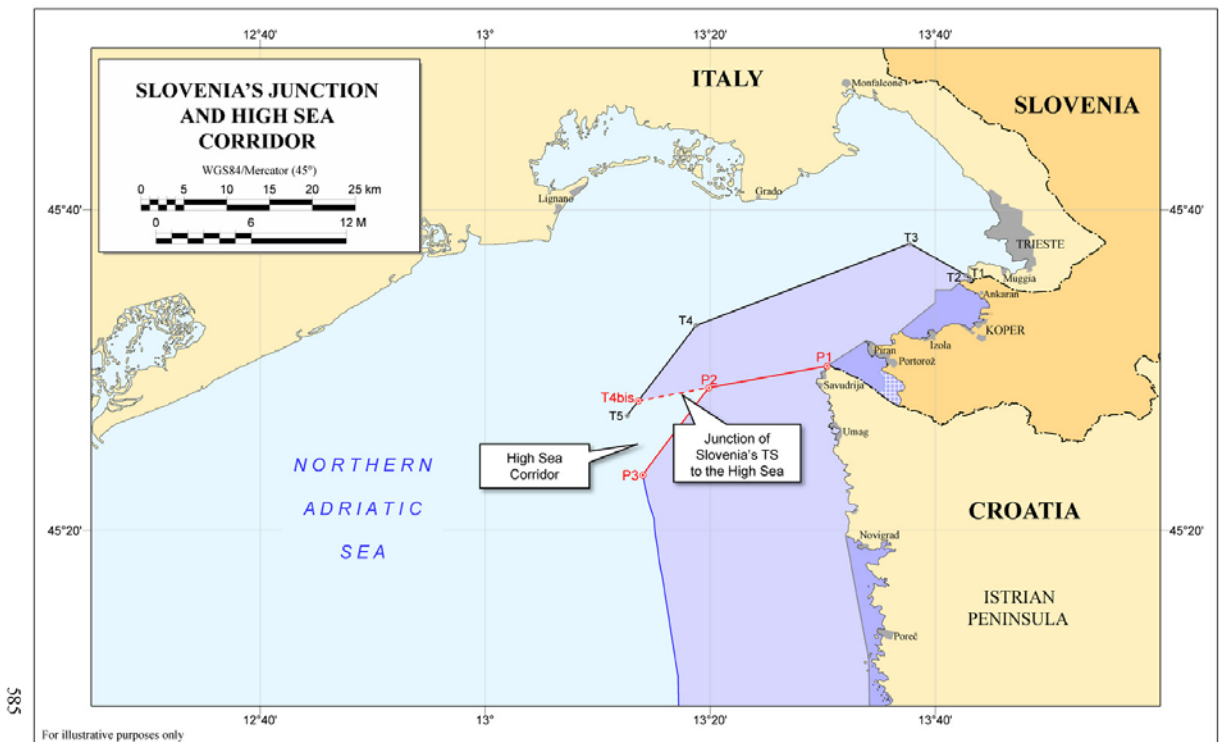 12°40'
13°
13°20'
13°40'
SLOVENIA'S JUNCTION
AND HIGH SEA
CORRIDOR
WGS84/Mercator (45°)
0 5 10 15 20 25 km
0 6 12 M
ITALY
SLOVENIA
Monfalcone
Grado
Lignano
45°40'
45°40'
TRIESTE
T3
T2
T1
Muggia
Ankaran
KOPER
Izola
Piran
Portorož
T4
P1
P2
Savudrija
T4bis
T5
Umag
Junction of
Slovenia's TS
to the High Sea
High Sea
Corridor
P3
NORTHERN
ADRIATIC
SEA
CROATIA
45°20'
45°20'
Novigrad
ISTRIAN
PENINSULA
Poreč
585
12°40'
13°
13°20'
13°40'
For illustrative purposes only